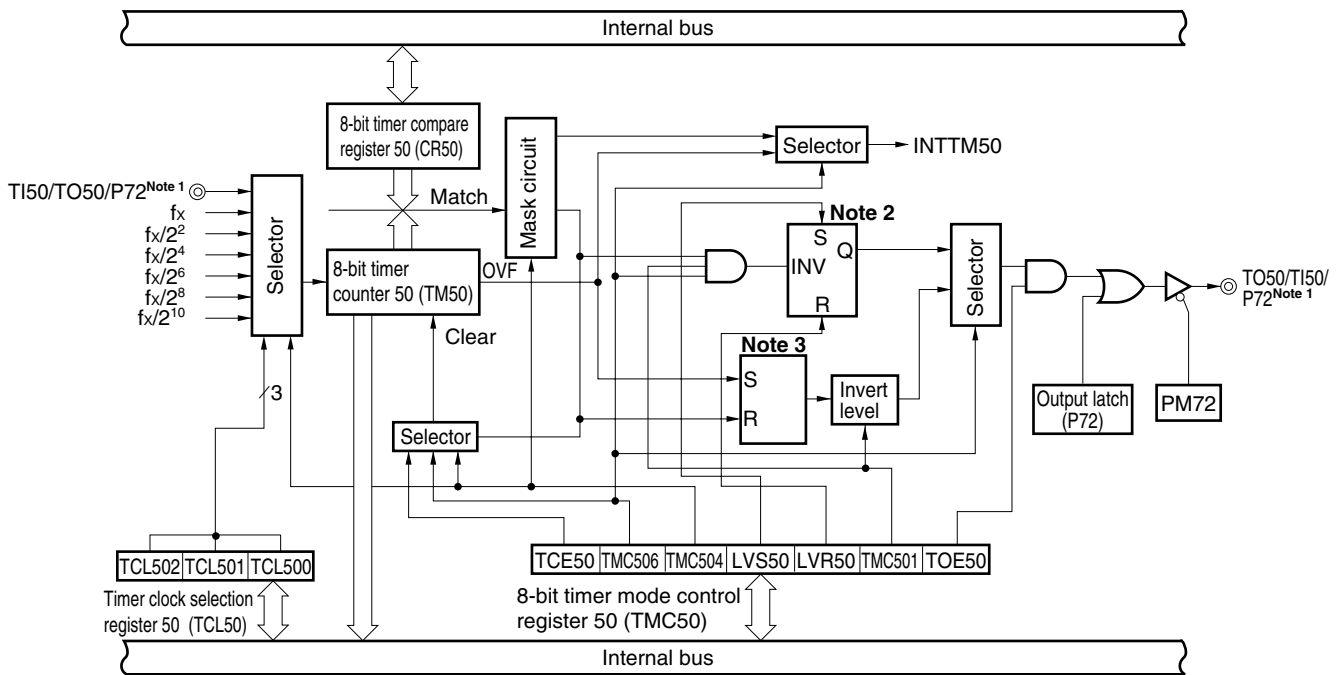 Internal bus
8-bit timer compare
register 50 (CR50)
Mask circuit
Selector
INTTM50
TI50/TO50/P72Note 1
fX
fX/2²
fX/2⁴
fX/2⁶
fX/2⁸
fX/2¹⁰
Selector
Match
8-bit timer
counter 50 (TM50)
OVF
Clear
Note 2
S
Q
INV
R
Selector
TO50/TI50/
P72Note 1
Note 3
S
R
Invert
level
Output latch
(P72)
PM72
3
Selector
TCL502 TCL501 TCL500
Timer clock selection
register 50 (TCL50)
TCE50 TMC506 TMC504 LVS50 LVR50 TMC501 TOE50
8-bit timer mode control
register 50 (TMC50)
Internal bus